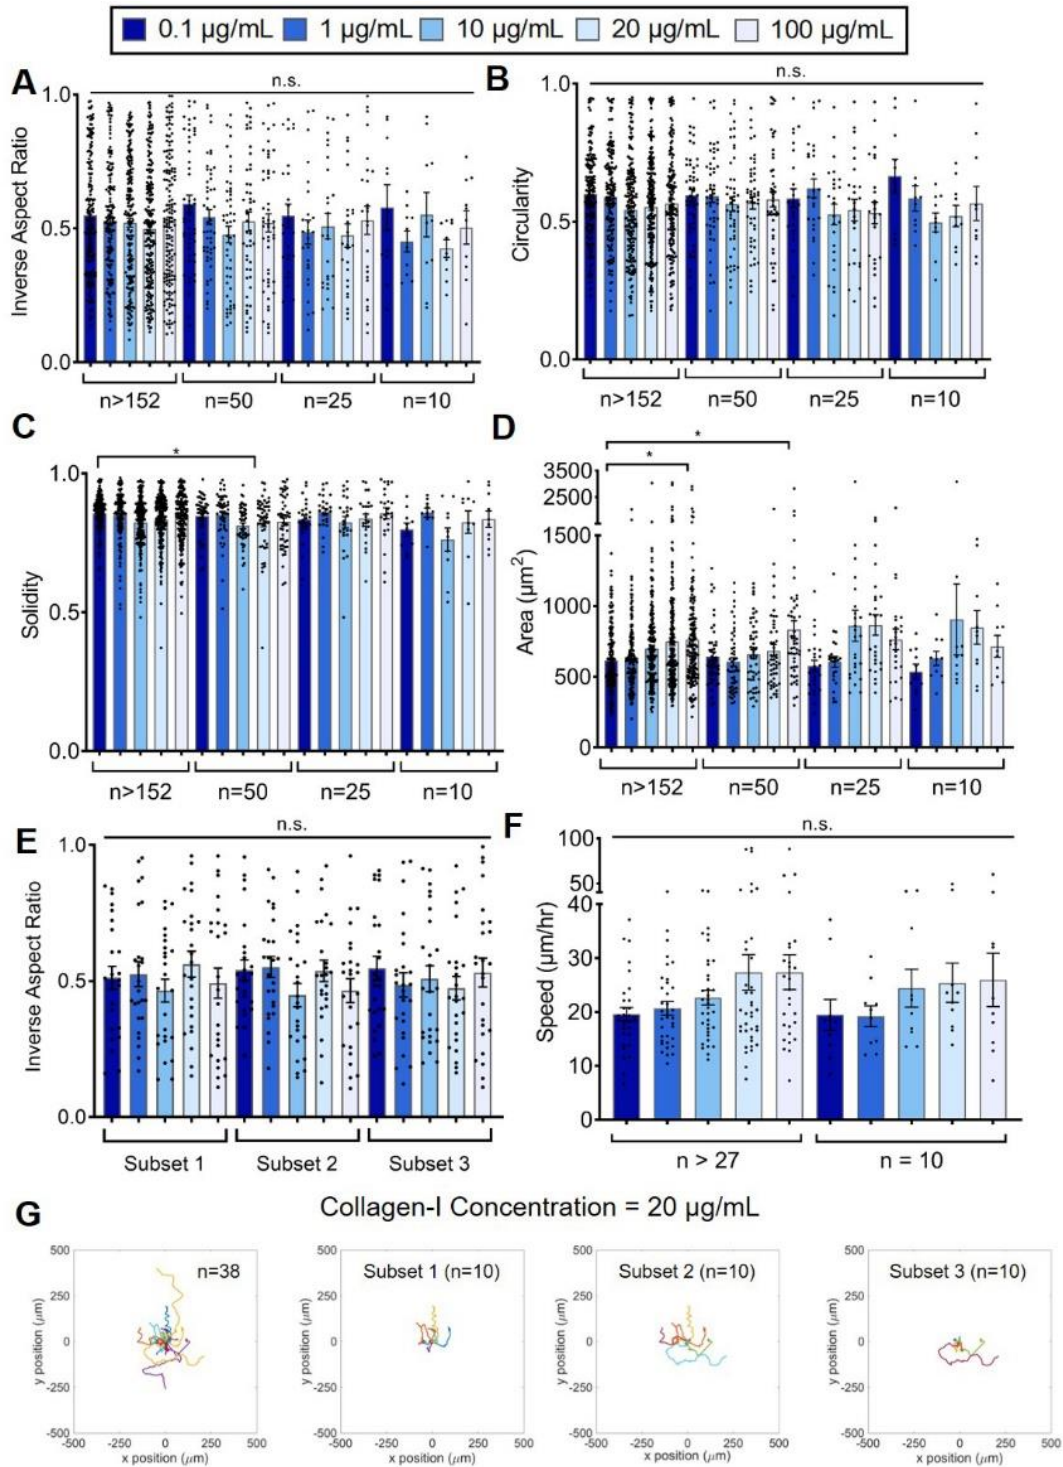 0.1 µg/mL 1 µg/mL 10 µg/mL 20 µg/mL 100 µg/mL
A
n.s.
Inverse Aspect Ratio
1.0
0.5
0.0
n>152 n=50 n=25 n=10
B
n.s.
Circularity
1.0
0.5
0.0
n>152 n=50 n=25 n=10
C
*
Solidity
1.0
0.5
0.0
n>152 n=50 n=25 n=10
D
*
*
Area (µm²)
3500
2500
1500
1000
500
0
n>152 n=50 n=25 n=10
E
n.s.
Inverse Aspect Ratio
1.0
0.5
0.0
Subset 1 Subset 2 Subset 3
F
n.s.
Speed (µm/hr)
100
50
40
30
20
10
0
n > 27 n = 10
G
Collagen-I Concentration = 20 µg/mL
n=38
y position (µm)
500
250
0
-250
-500
-500 -250 0 250 500
x position (µm)
Subset 1 (n=10)
y position (µm)
500
250
0
-250
-500
-500 -250 0 250 500
x position (µm)
Subset 2 (n=10)
y position (µm)
500
250
0
-250
-500
-500 -250 0 250 500
x position (µm)
Subset 3 (n=10)
y position (µm)
500
250
0
-250
-500
-500 -250 0 250 500
x position (µm)